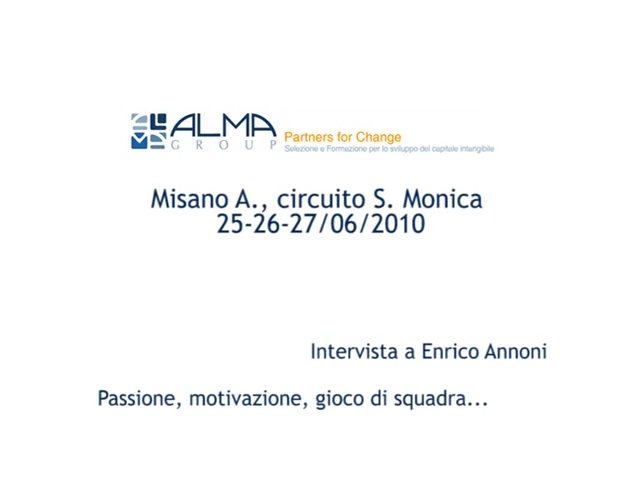 ALMA
GROUP
Partners for Change
Selezione e Formazione per lo sviluppo del capitale intangibile
Misano A., circuito S. Monica
25-26-27/06/2010
Intervista a Enrico Annoni
Passione, motivazione, gioco di squadra...